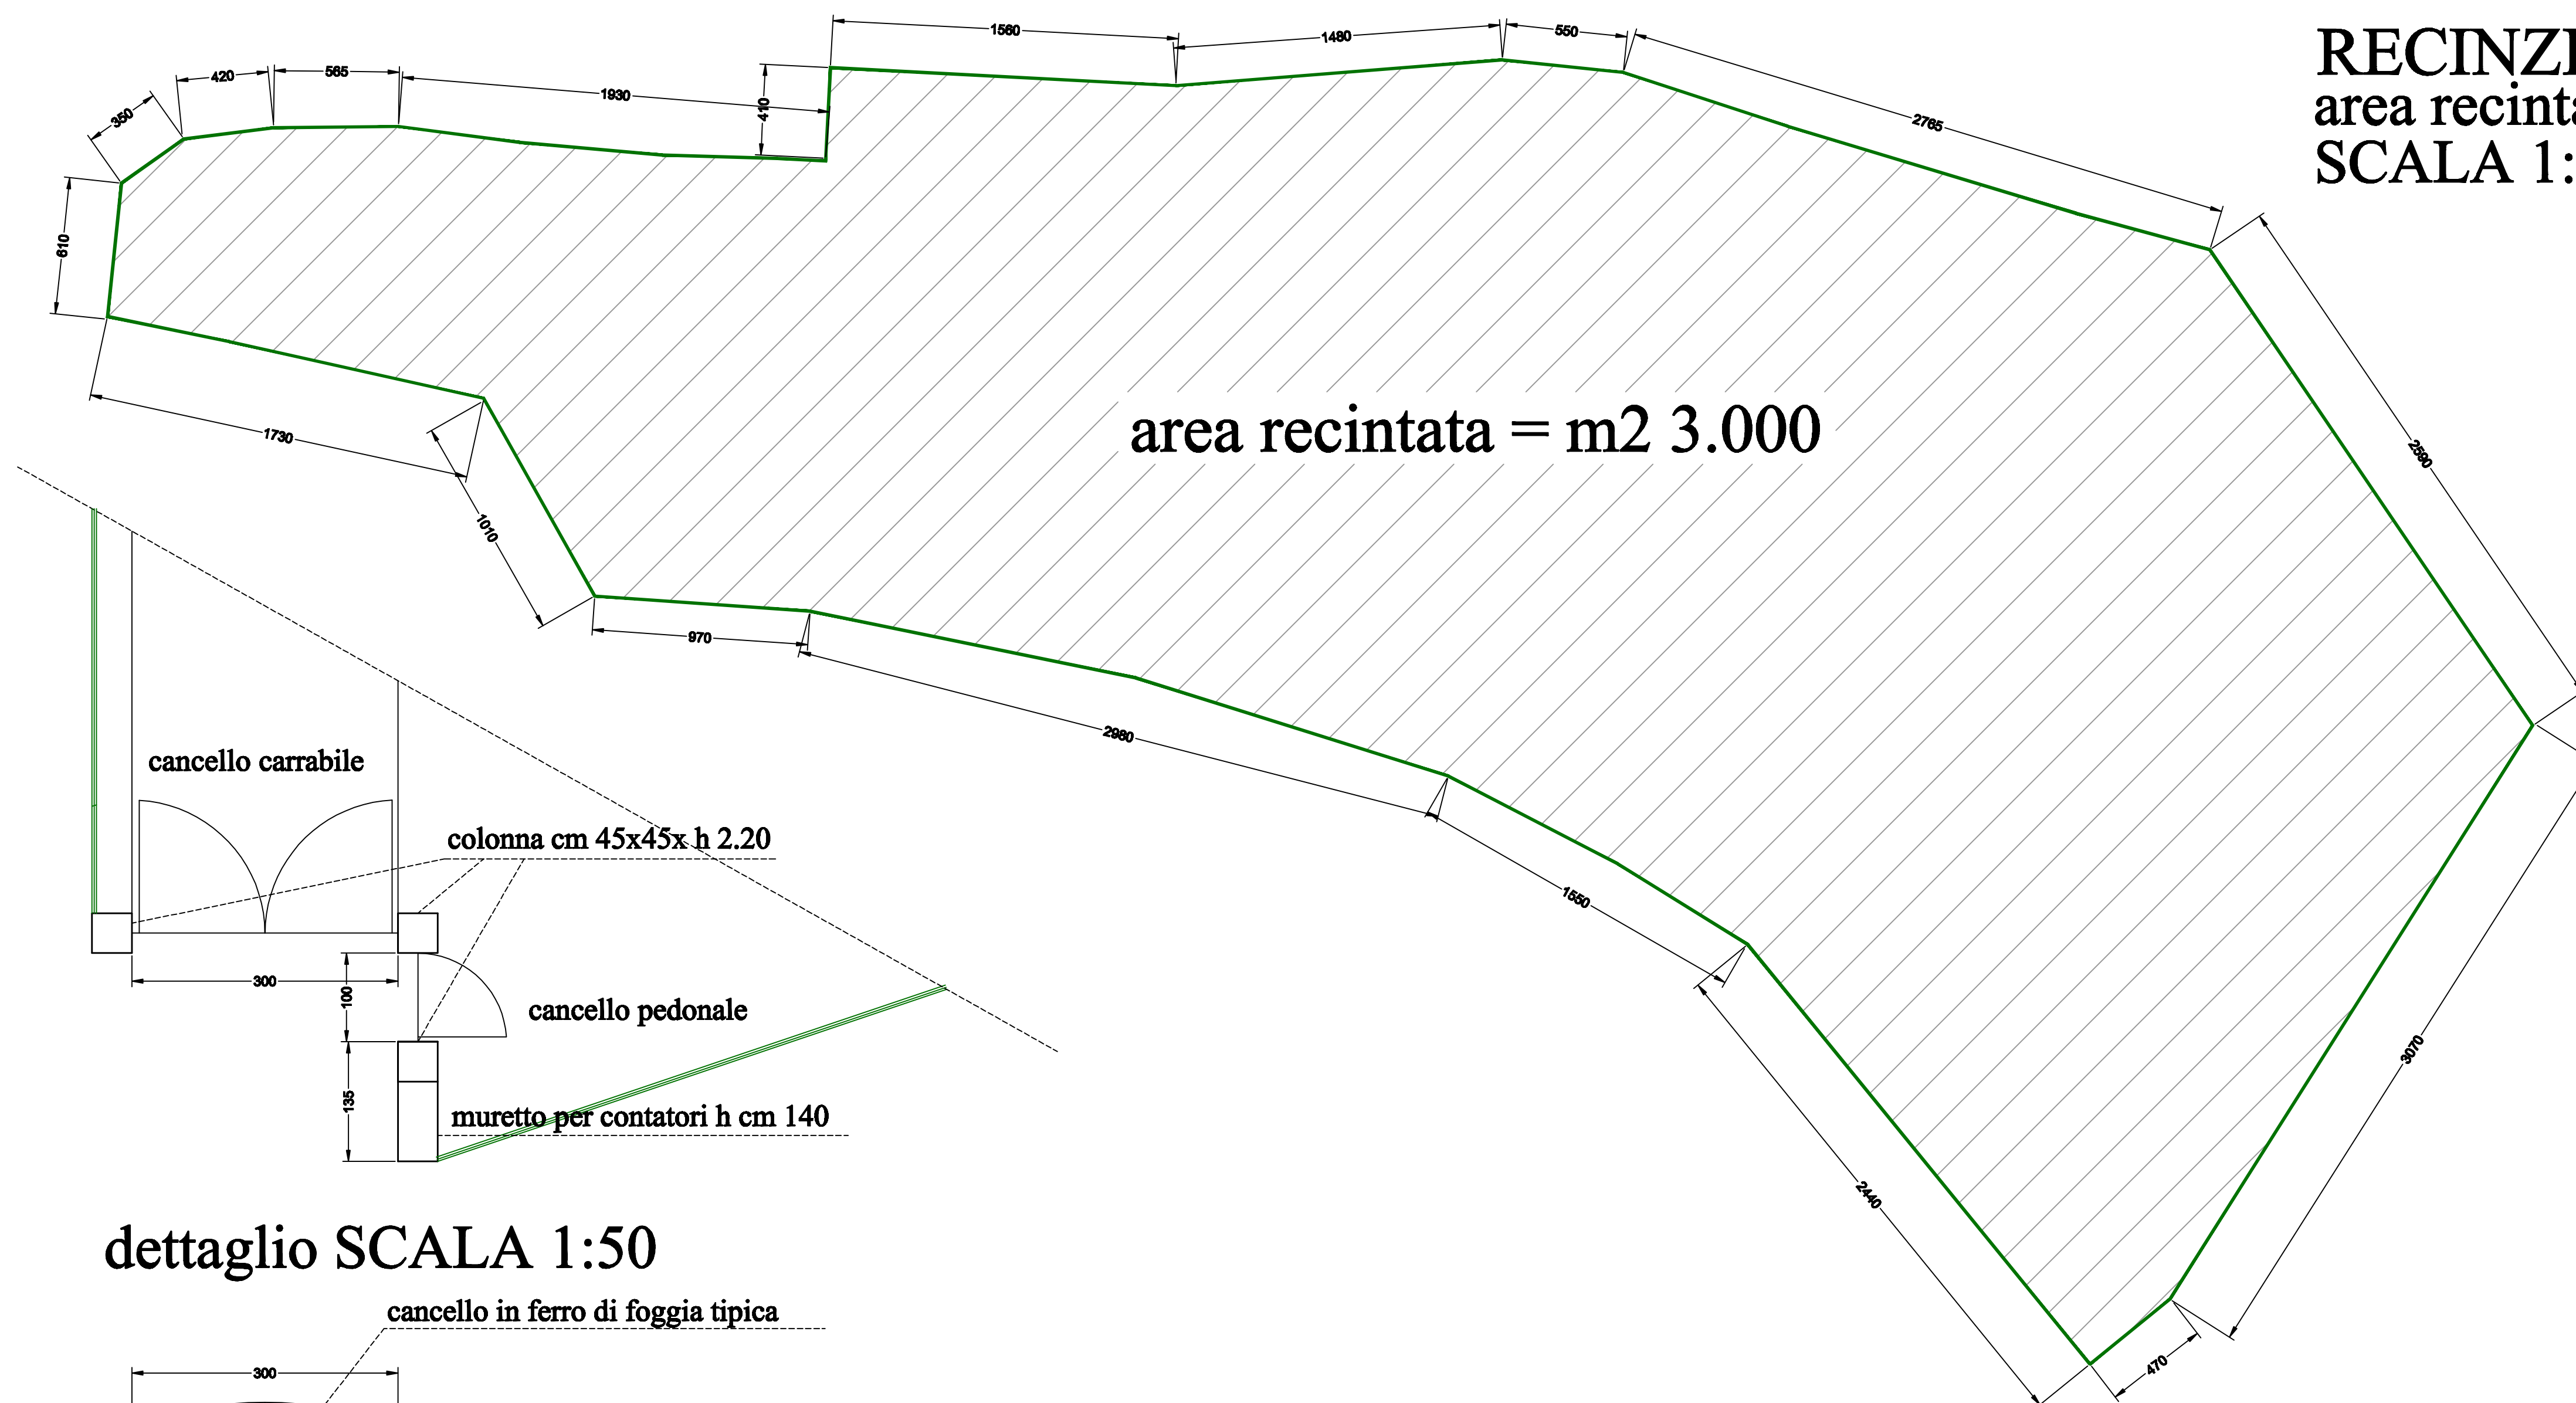 1560
1480
550
RECINZI
area recinta
SCALA 1:
420
565
1930
410
350
2765
610
area recintata = m2 3.000
1730
2590
1010
970
2980
cancello carrabile
colonna cm 45x45x h 2.20
1550
300
100
cancello pedonale
3070
135
muretto per contatori h cm 140
2440
dettaglio SCALA 1:50
cancello in ferro di foggia tipica
470
300